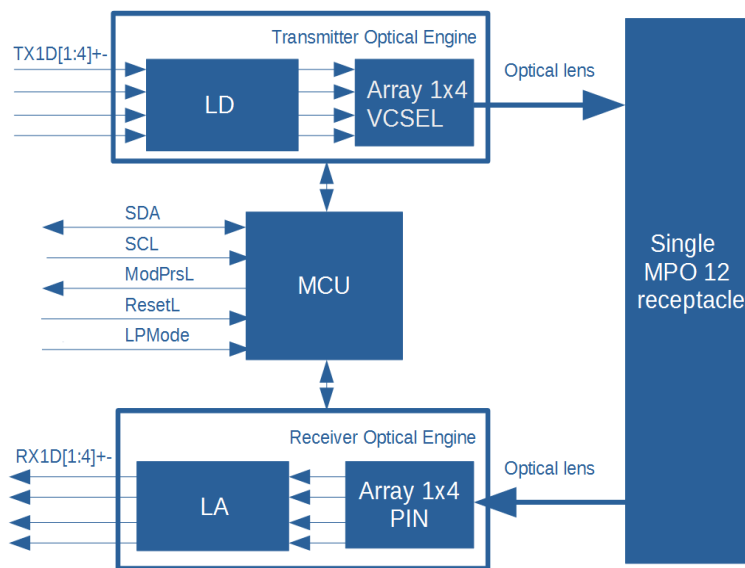 Transmitter Optical Engine
TX1D[1:4]+-
LD
Array 1x4
VCSEL
Optical lens
SDA
SCL
ModPrsL
ResetL
LPMode
MCU
Single
MPO 12
receptacle
Receiver Optical Engine
RX1D[1:4]+-
LA
Array 1x4
PIN
Optical lens